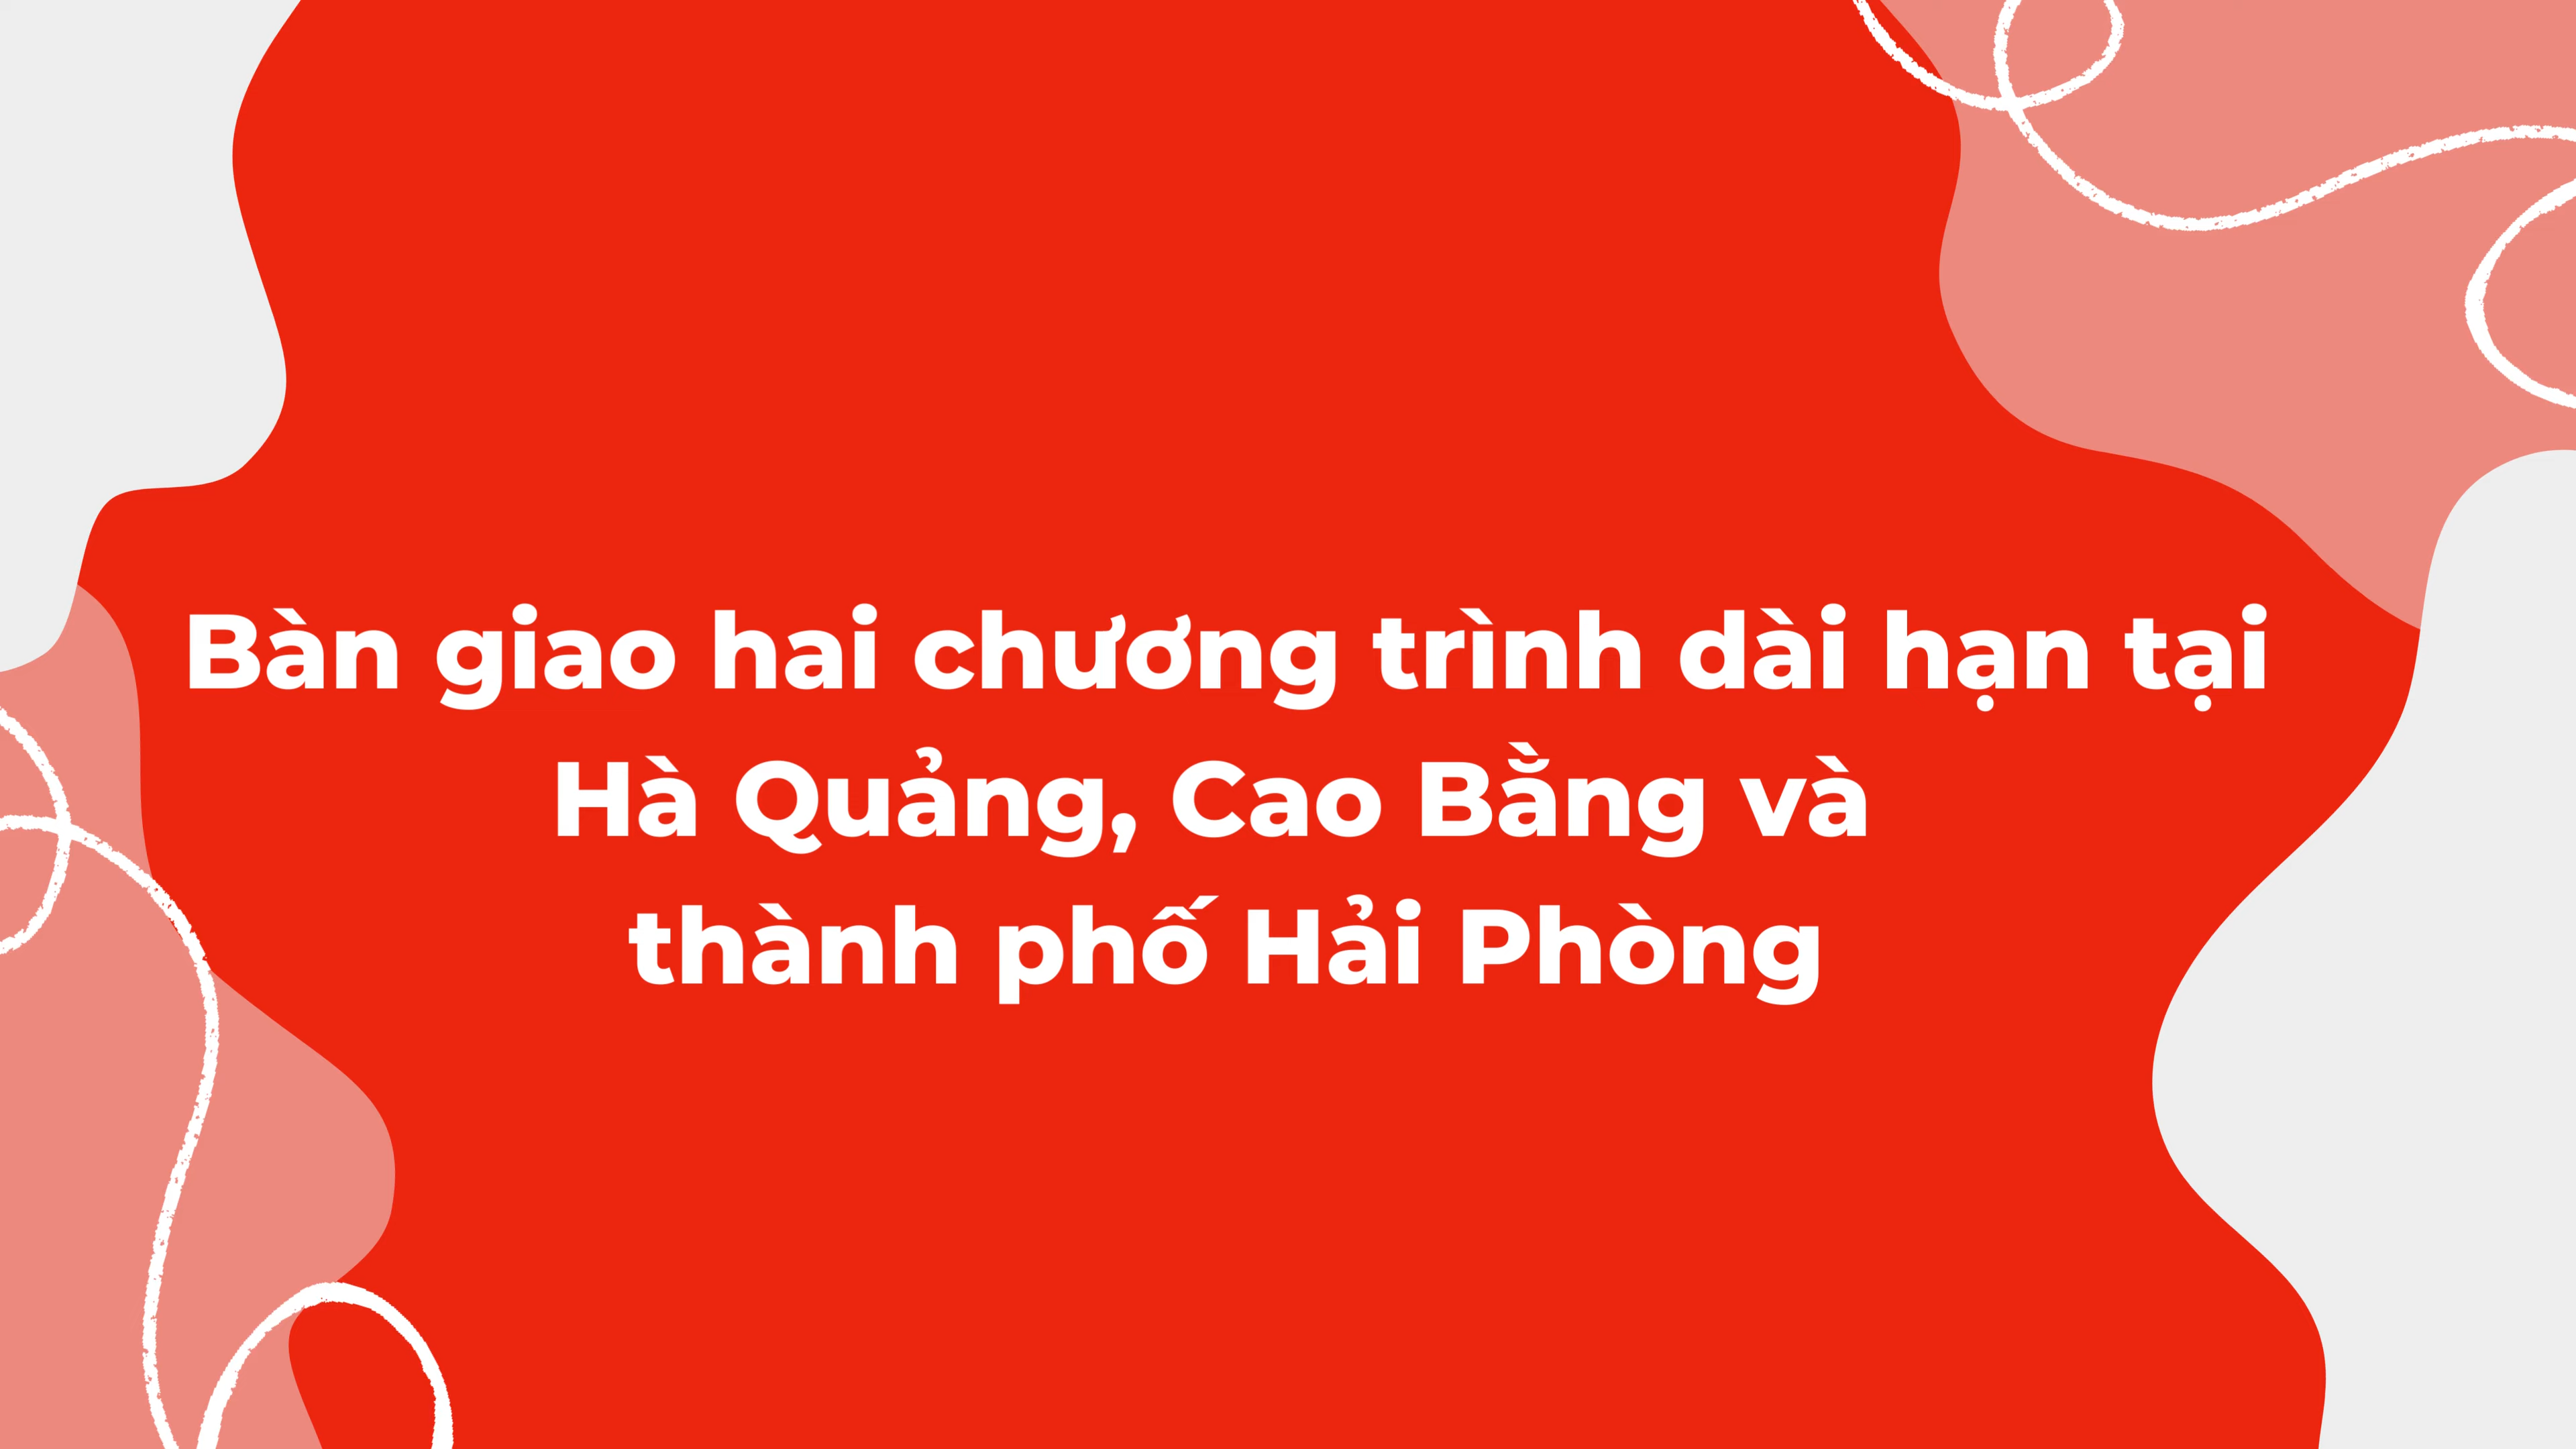 Bàn giao hai chương trình dài hạn tại
Hà Quảng, Cao Bằng và
thành phố Hải Phòng